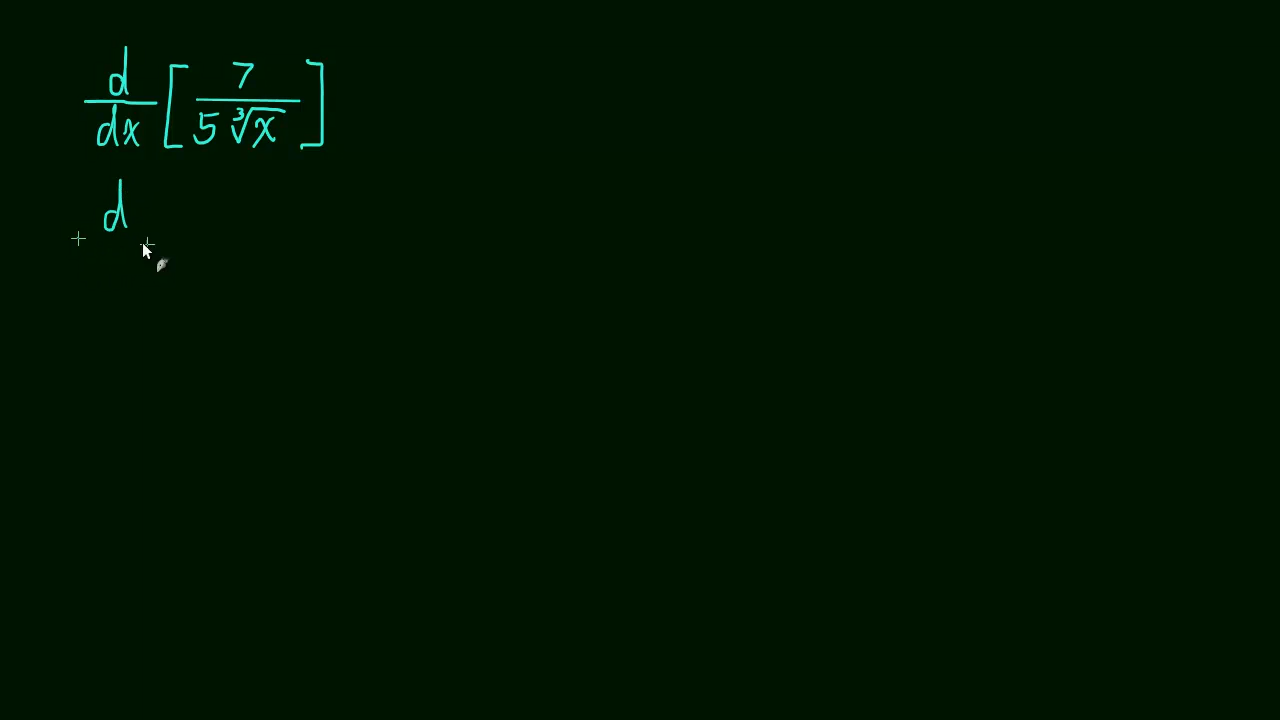 d/dx [ 7 / 5 ∛x ]
d